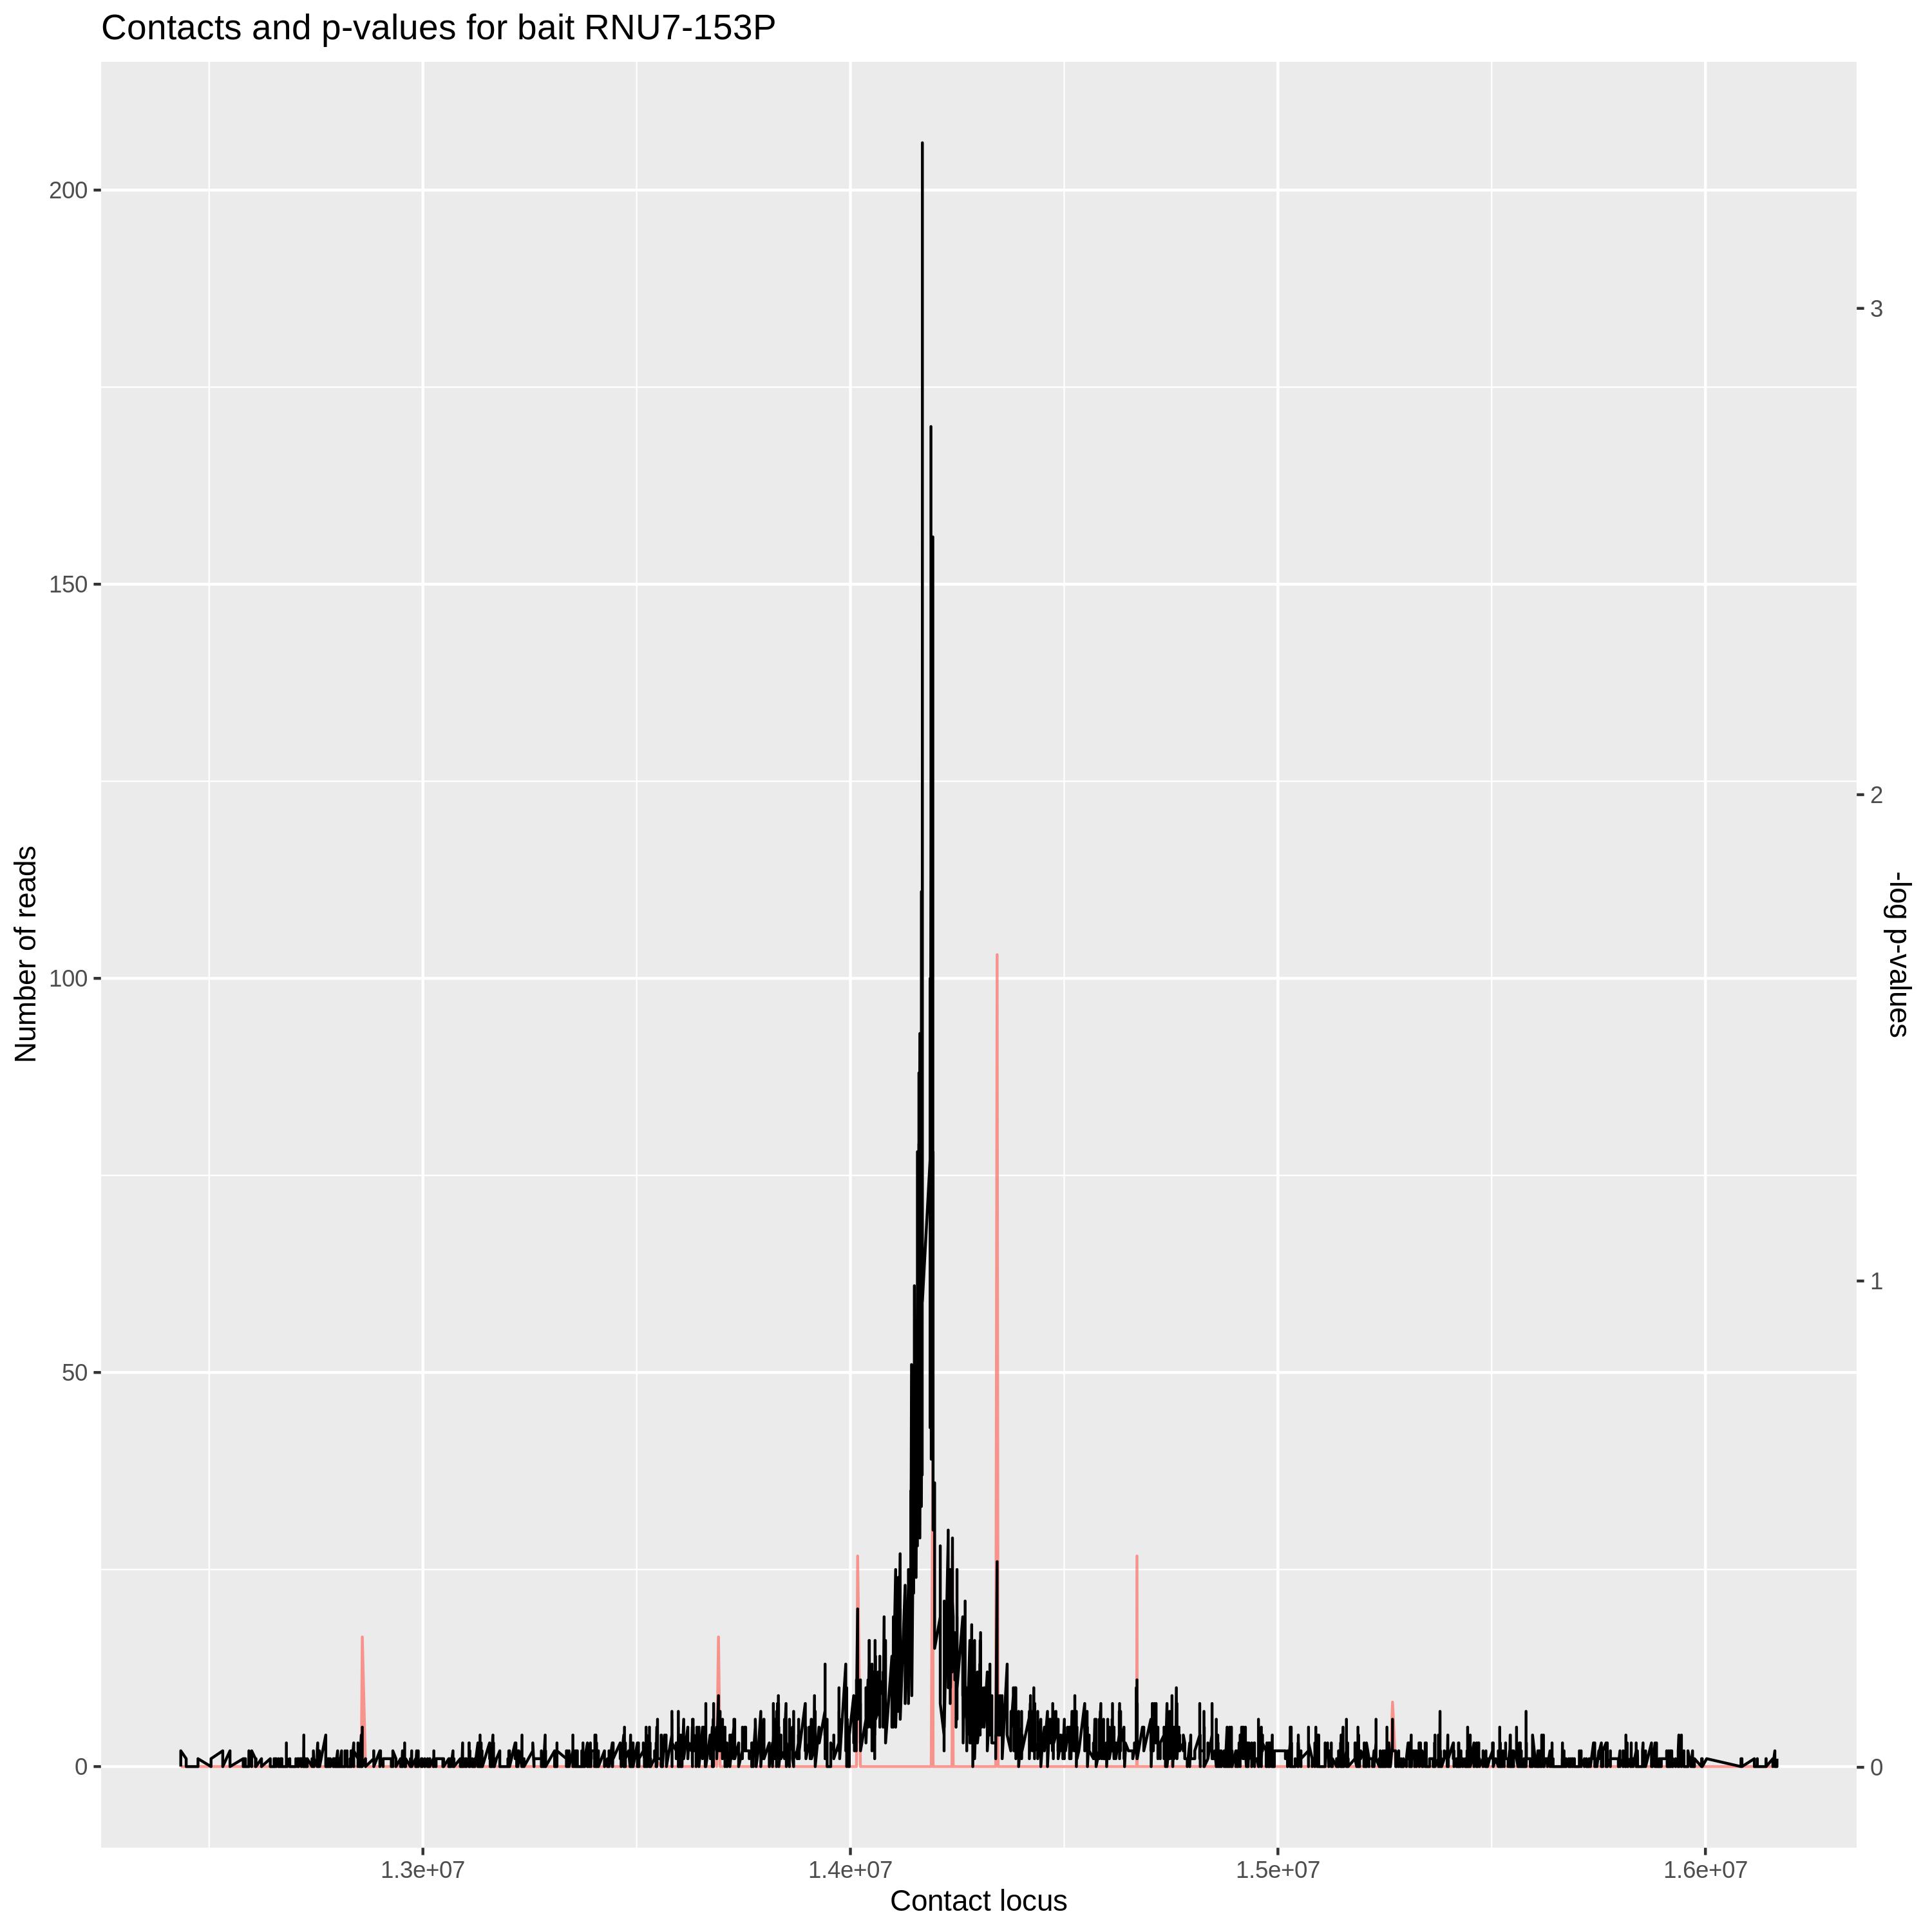 Contacts and p-values for bait RNU7-153P
200
150
100
50
0
Number of reads
3
2
1
0
-log p-values
1.3e+07
1.4e+07
1.5e+07
1.6e+07
Contact locus